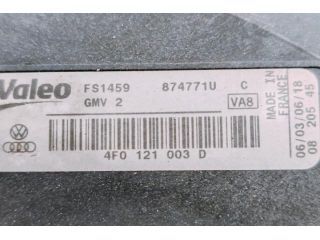 Valeo FS1459 874771U C
GMV 2 VA8
4F0 121 003 D
MADE IN
FRANCE
06/03/06/18
08 205 45